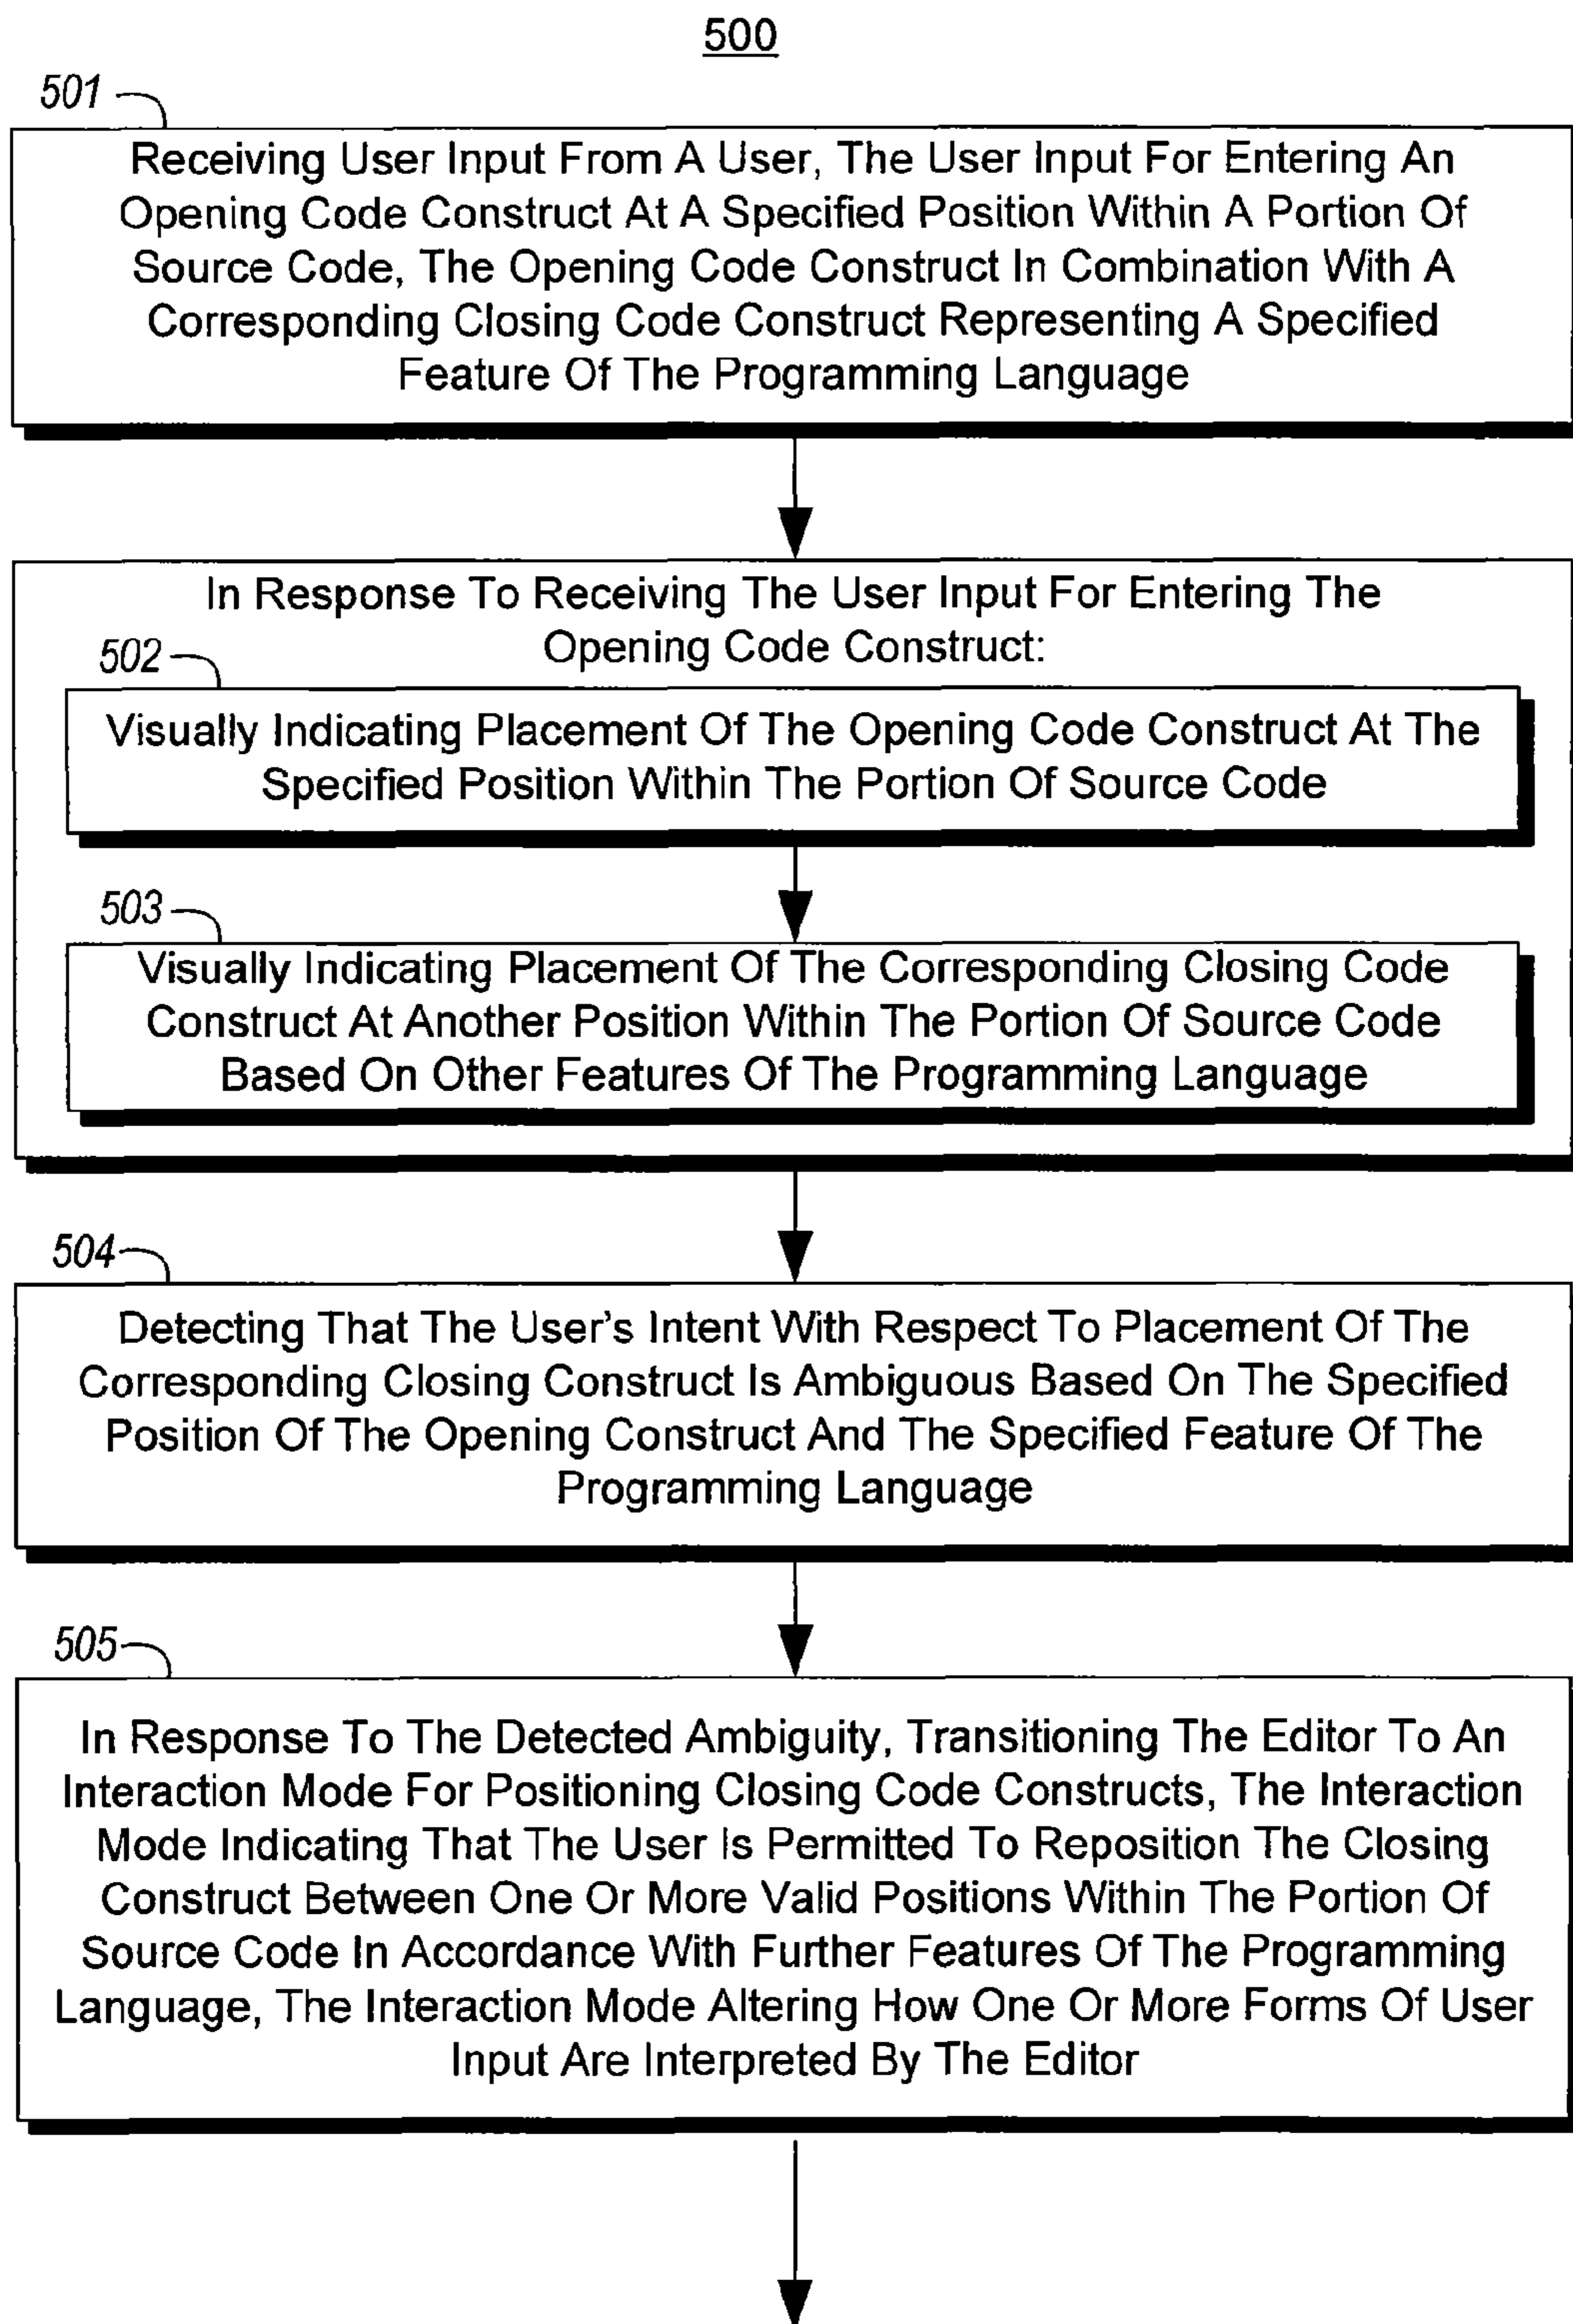 500
501
Receiving User Input From A User, The User Input For Entering An
Opening Code Construct At A Specified Position Within A Portion Of
Source Code, The Opening Code Construct In Combination With A
Corresponding Closing Code Construct Representing A Specified
Feature Of The Programming Language
In Response To Receiving The User Input For Entering The
Opening Code Construct:
502
Visually Indicating Placement Of The Opening Code Construct At The
Specified Position Within The Portion Of Source Code
503
Visually Indicating Placement Of The Corresponding Closing Code
Construct At Another Position Within The Portion Of Source Code
Based On Other Features Of The Programming Language
504
Detecting That The User's Intent With Respect To Placement Of The
Corresponding Closing Construct Is Ambiguous Based On The Specified
Position Of The Opening Construct And The Specified Feature Of The
Programming Language
505
In Response To The Detected Ambiguity, Transitioning The Editor To An
Interaction Mode For Positioning Closing Code Constructs, The Interaction
Mode Indicating That The User Is Permitted To Reposition The Closing
Construct Between One Or More Valid Positions Within The Portion Of
Source Code In Accordance With Further Features Of The Programming
Language, The Interaction Mode Altering How One Or More Forms Of User
Input Are Interpreted By The Editor